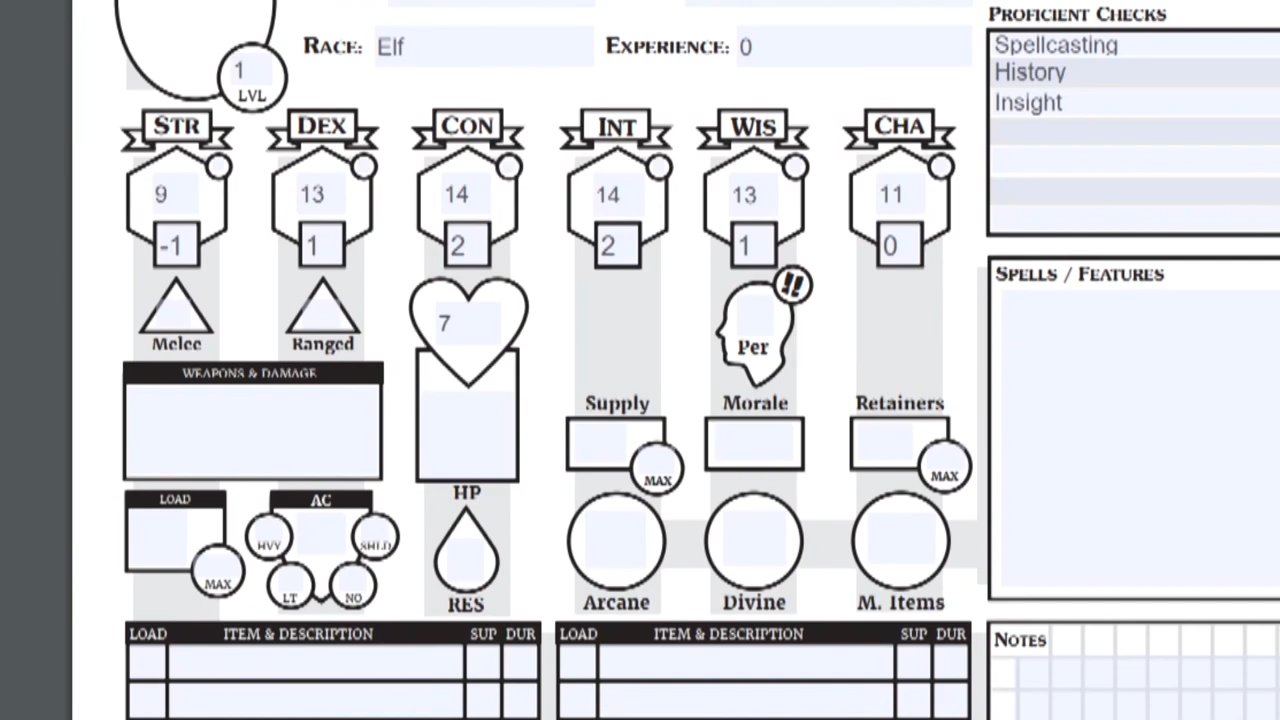 PROFICIENT CHECKS
RACE: Elf EXPERIENCE: 0
Spellcasting
1
LVL
History
Insight
STR DEX CON INT WIS CHA
9 13 14 14 13 11
-1 1 2 2 1 0
SPELLS / FEATURES
!!
7
Melee Ranged Per
WEAPONS & DAMAGE
Supply Morale Retainers
MAX MAX
LOAD AC HP
HVY SHLD
MAX LT NO
RES Arcane Divine M. Items
LOAD ITEM & DESCRIPTION SUP DUR LOAD ITEM & DESCRIPTION SUP DUR
NOTES